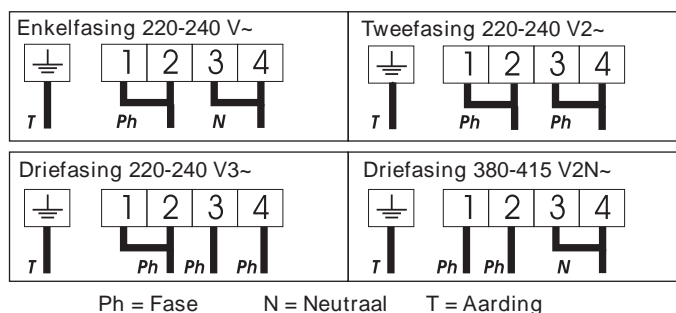 Enkelfasing 220-240 V~
1 2 3 4
T Ph N
Tweefasing 220-240 V2~
1 2 3 4
T Ph Ph
Driefasing 220-240 V3~
1 2 3 4
T Ph Ph Ph
Driefasing 380-415 V2N~
1 2 3 4
T Ph Ph N
Ph = Fase N = Neutraal T = Aarding